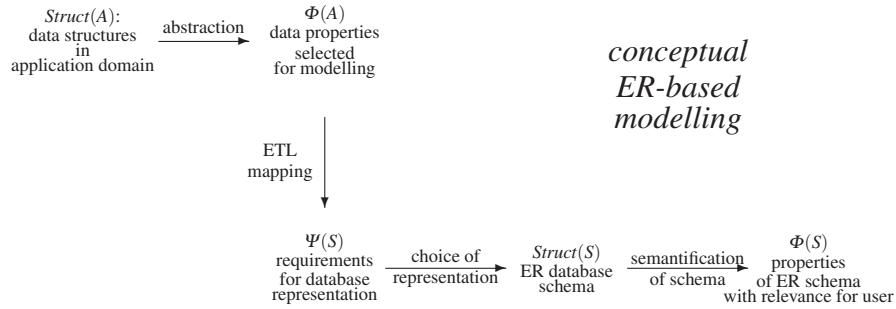 Struct(A):
data structures
in
application domain
abstraction
Φ(A)
data properties
selected
for modelling
conceptual
ER-based
modelling
ETL
mapping
Ψ(S)
requirements
for database
representation
choice of
representation
Struct(S)
ER database
schema
semantification
of schema
Φ(S)
properties
of ER schema
with relevance for user